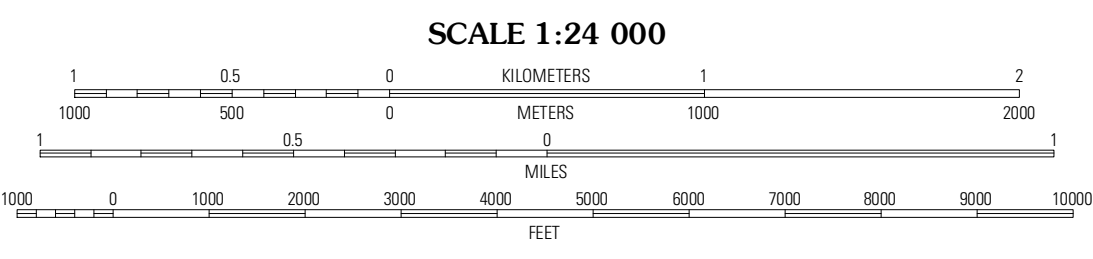 SCALE 1:24 000
1 0.5 0 KILOMETERS 1 2
1000 500 0 METERS 1000 2000
1 0.5 0 1
MILES
1000 0 1000 2000 3000 4000 5000 6000 7000 8000 9000 10000
FEET